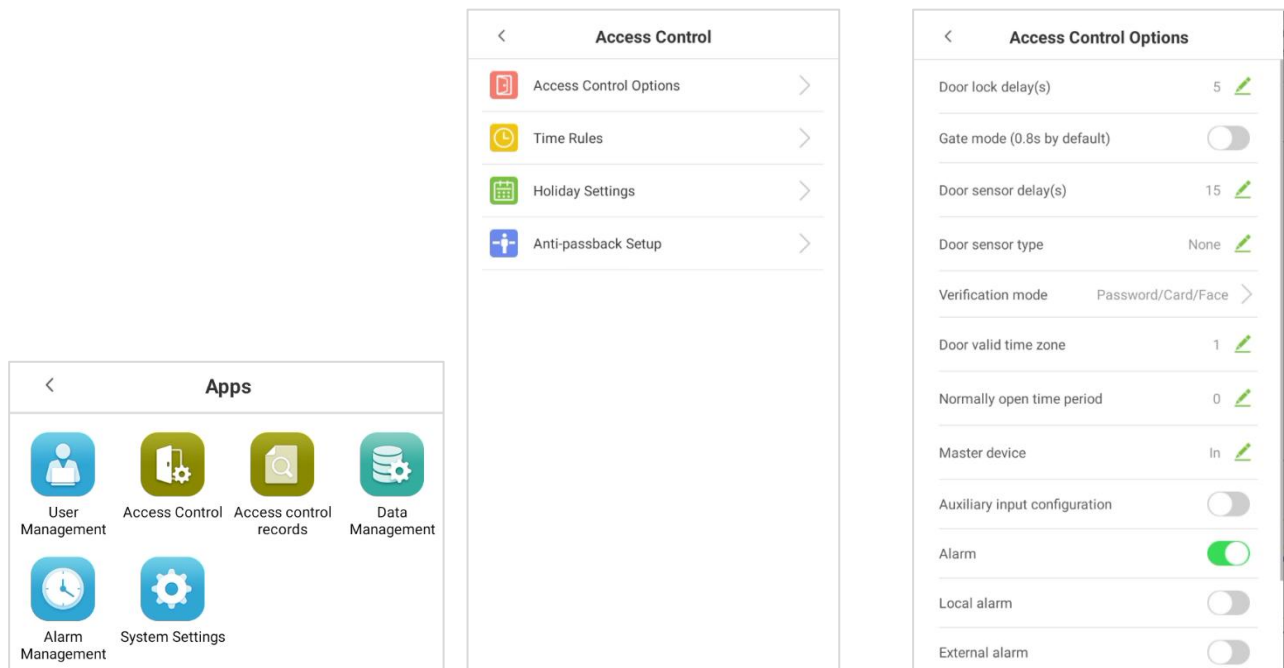 Apps
User
Management
Access Control
Access control
records
Data
Management
Alarm
Management
System Settings
Access Control
Access Control Options
Time Rules
Holiday Settings
Anti-passback Setup
Access Control Options
Door lock delay(s) 5
Gate mode (0.8s by default)
Door sensor delay(s) 15
Door sensor type None
Verification mode Password/Card/Face
Door valid time zone 1
Normally open time period 0
Master device In
Auxiliary input configuration
Alarm
Local alarm
External alarm